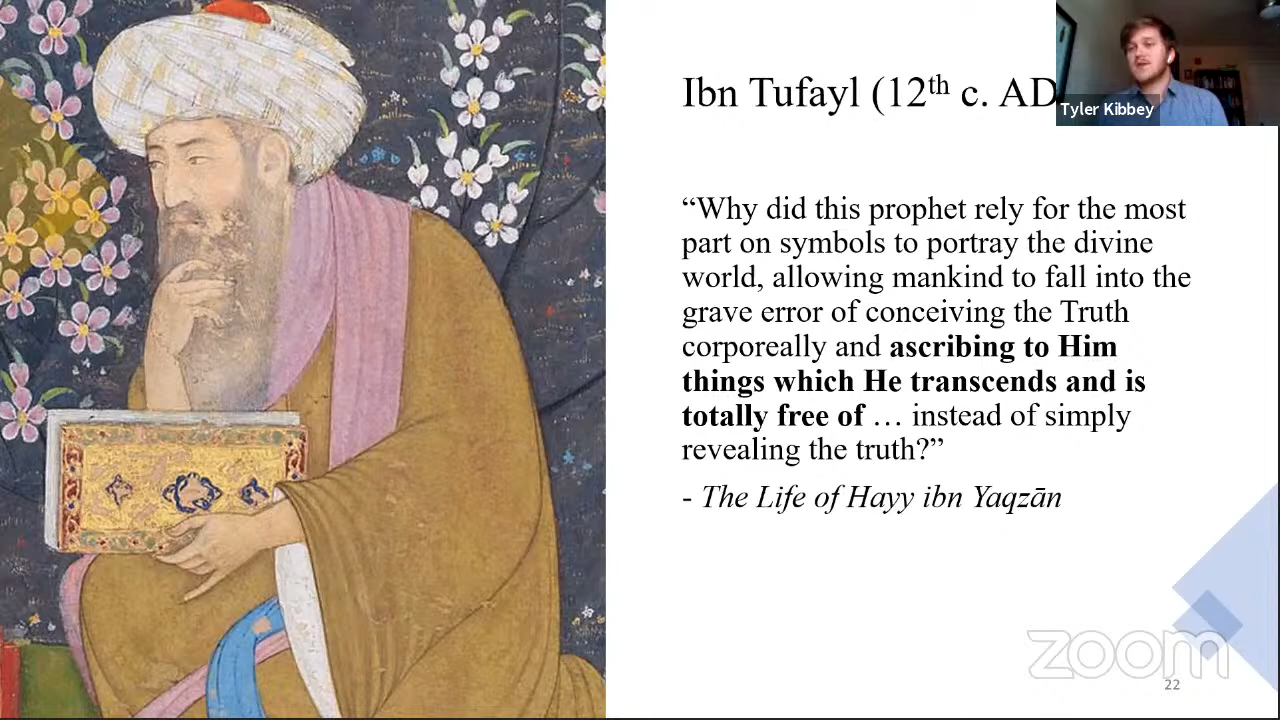 Ibn Tufayl (12th c. AD
Tyler Kibbey
“Why did this prophet rely for the most
part on symbols to portray the divine
world, allowing mankind to fall into the
grave error of conceiving the Truth
corporeally and ascribing to Him
things which He transcends and is
totally free of … instead of simply
revealing the truth?”
- The Life of Hayy ibn Yaqzān
zoom
22